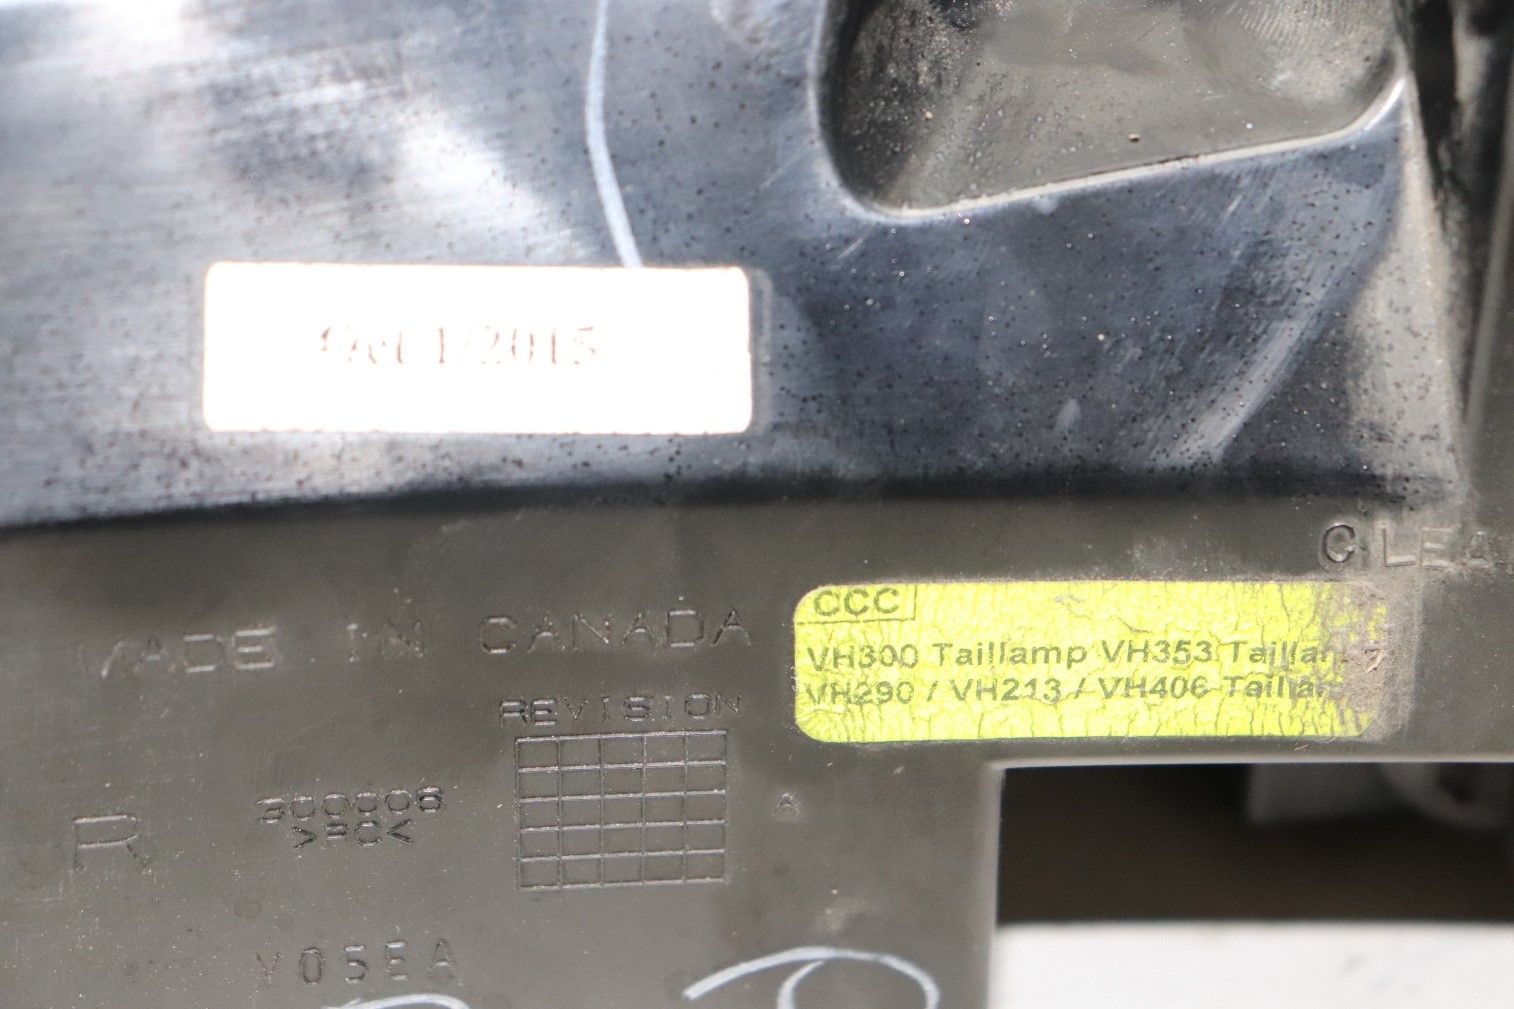 Oct 1/2015
CLEA
MADE IN CANADA
CCC
VH300 Taillamp VH353 Taillam
VH290 / VH213 / VH406 Taillam
REVISION
300006
>PC<
A
R
V05EA